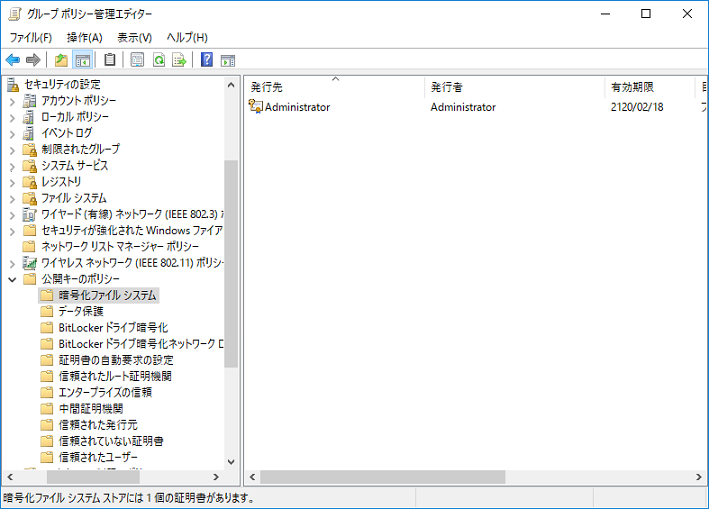 グループ ポリシー管理エディター
ファイル(F) 操作(A) 表示(V) ヘルプ(H)
セキュリティの設定
アカウント ポリシー
ローカル ポリシー
イベント ログ
制限されたグループ
システム サービス
レジストリ
ファイル システム
ワイヤード (有線) ネットワーク (IEEE 802.3) ポ
セキュリティが強化された Windows ファイア
ネットワーク リスト マネージャー ポリシー
ワイヤレス ネットワーク (IEEE 802.11) ポリシー
公開キーのポリシー
暗号化ファイル システム
データ保護
BitLocker ドライブ暗号化
BitLocker ドライブ暗号化ネットワーク ロ
証明書の自動要求の設定
信頼されたルート証明機関
エンタープライズの信頼
中間証明機関
信頼された発行元
信頼されていない証明書
信頼されたユーザー
発行先 発行者 有効期限
Administrator Administrator 2120/02/18
暗号化ファイル システム ストアには 1 個の証明書があります。